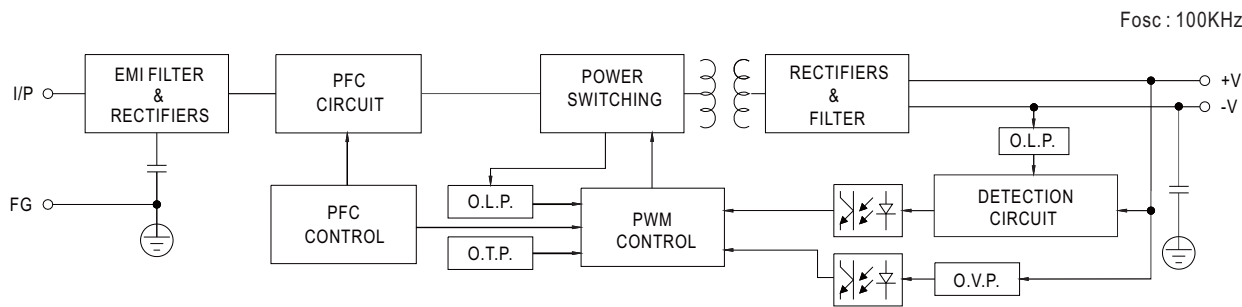 Fosc : 100KHz
I/P
EMI FILTER
&
RECTIFIERS
PFC
CIRCUIT
POWER
SWITCHING
RECTIFIERS
&
FILTER
+V
-V
O.L.P.
FG
PFC
CONTROL
O.L.P.
O.T.P.
PWM
CONTROL
DETECTION
CIRCUIT
O.V.P.